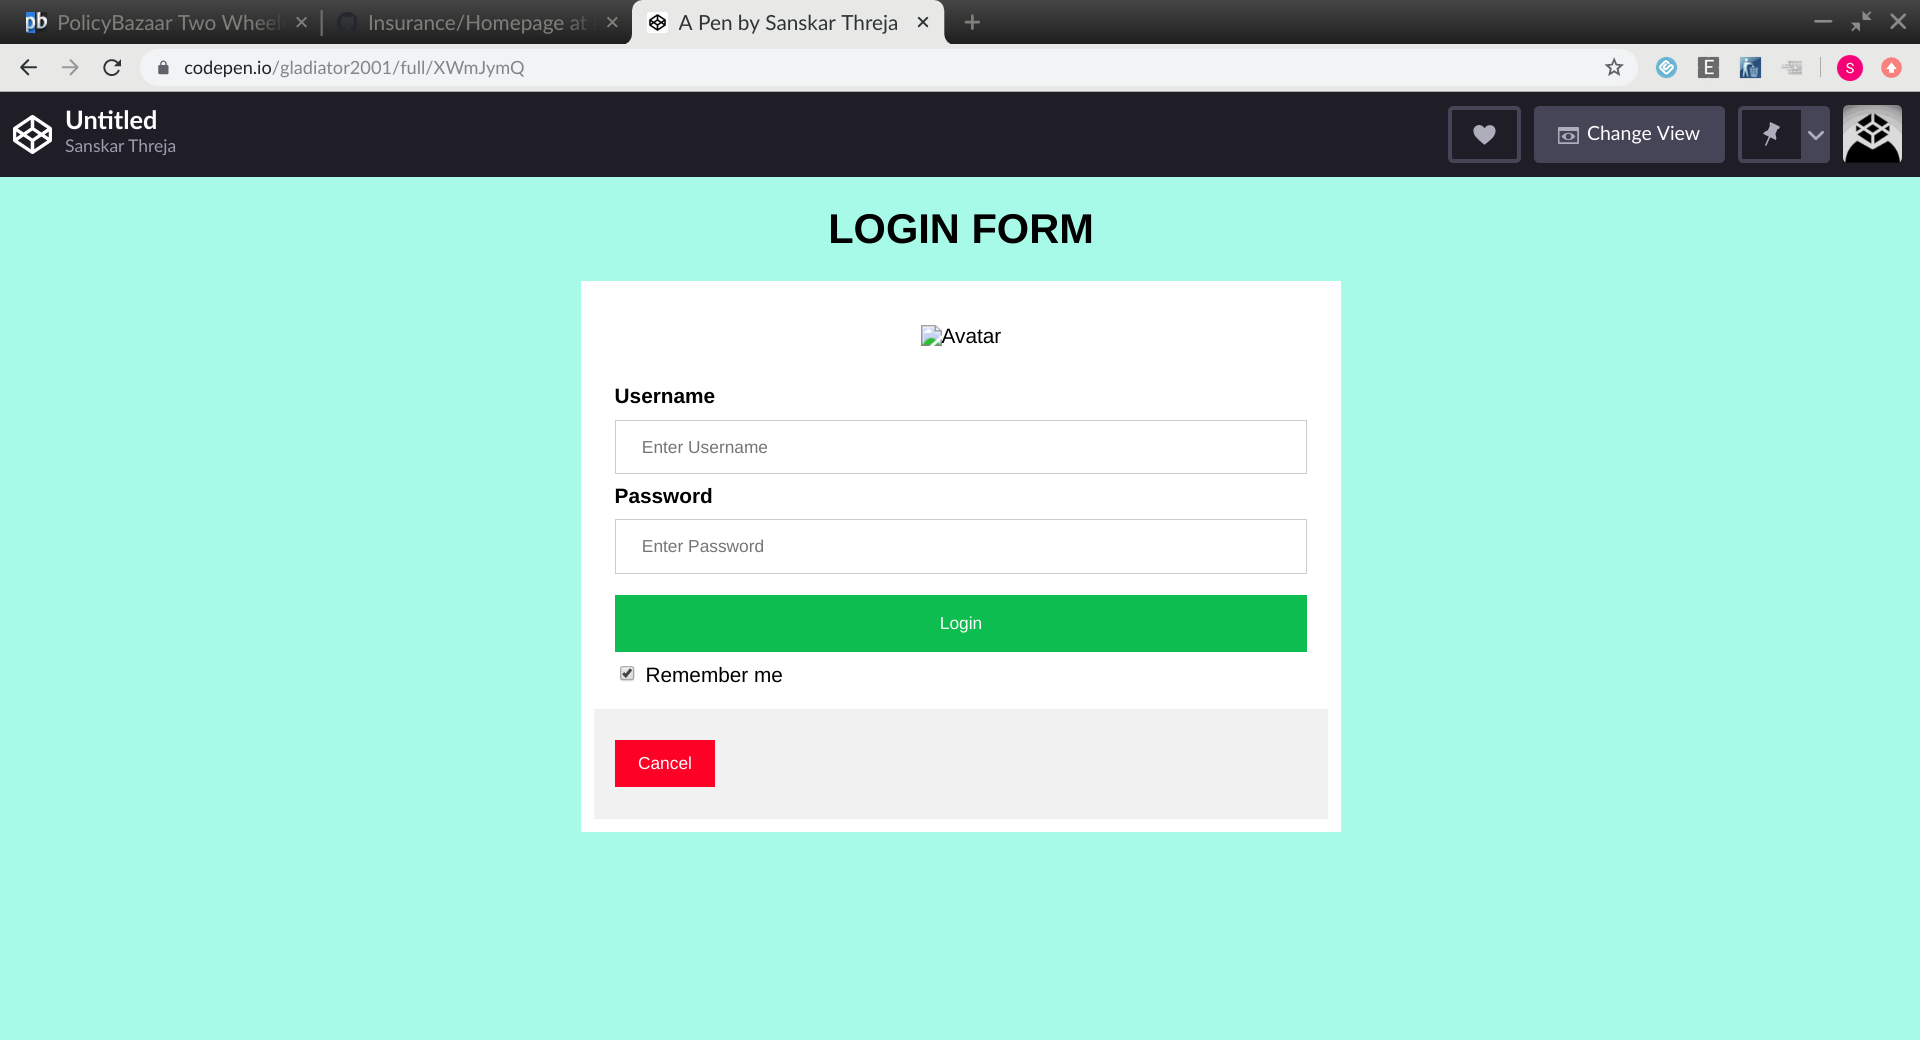 pb PolicyBazaar Two Wheel
Insurance/Homepage at
A Pen by Sanskar Threja
codepen.io/gladiator2001/full/XWmJymQ
E
S
Untitled
Sanskar Threja
Change View
LOGIN FORM
Avatar
Username
Enter Username
Password
Enter Password
Login
Remember me
Cancel